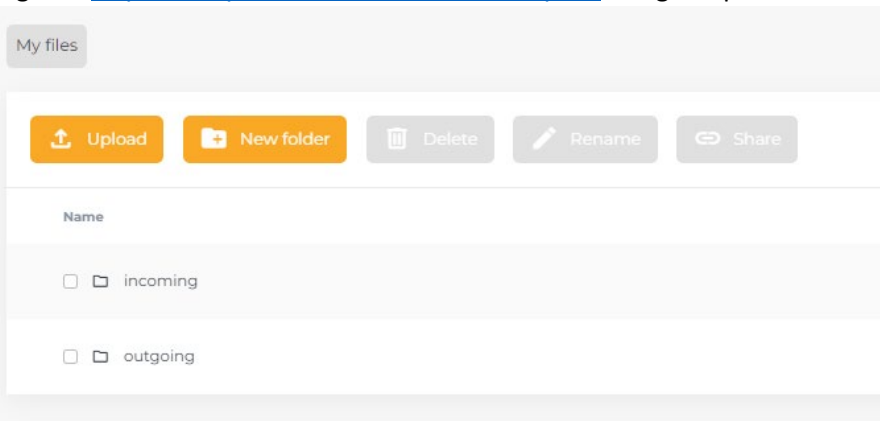 My files
Upload New folder Delete Rename Share
Name
incoming
outgoing